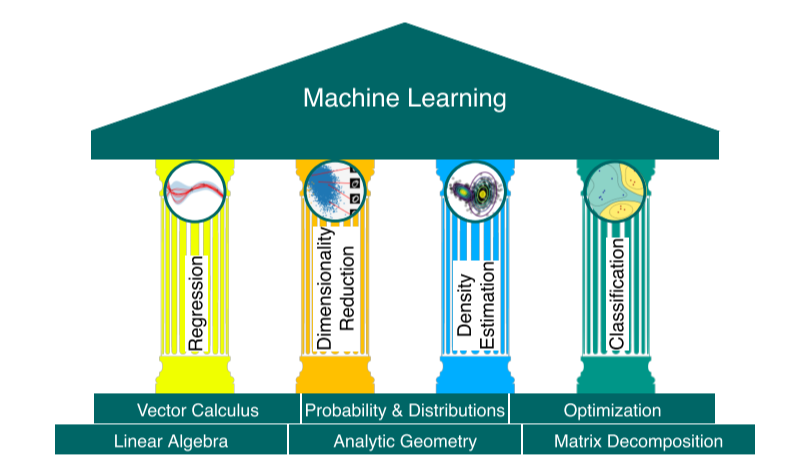 Machine Learning
Regression
Dimensionality
Reduction
Density
Estimation
Classification
Vector Calculus
Probability & Distributions
Optimization
Linear Algebra
Analytic Geometry
Matrix Decomposition